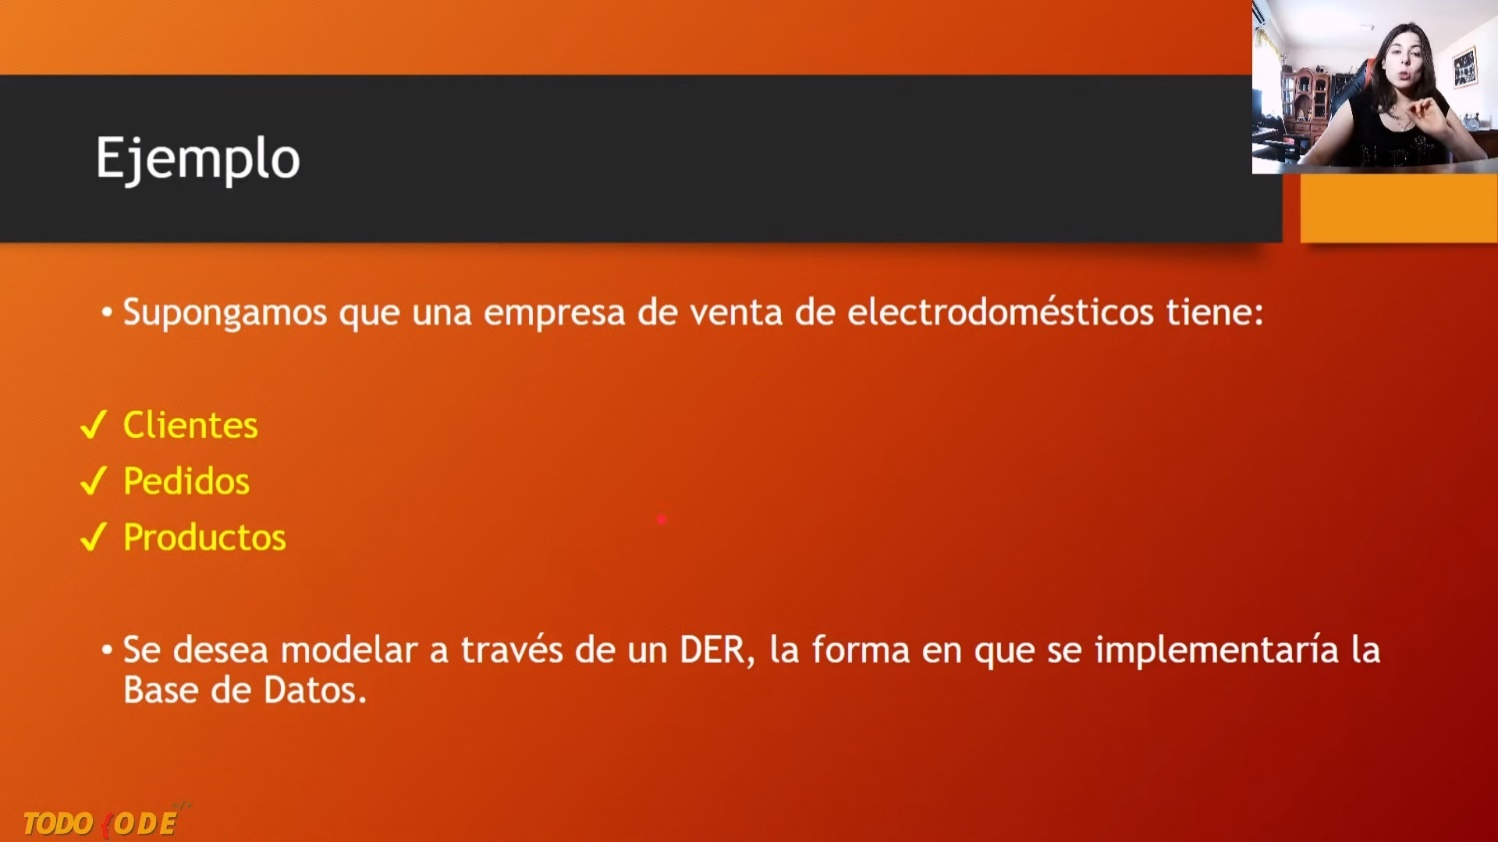 Ejemplo
• Supongamos que una empresa de venta de electrodomésticos tiene:
✓ Clientes
✓ Pedidos
✓ Productos
• Se desea modelar a través de un DER, la forma en que se implementaría la
Base de Datos.
TODO {ODE </>